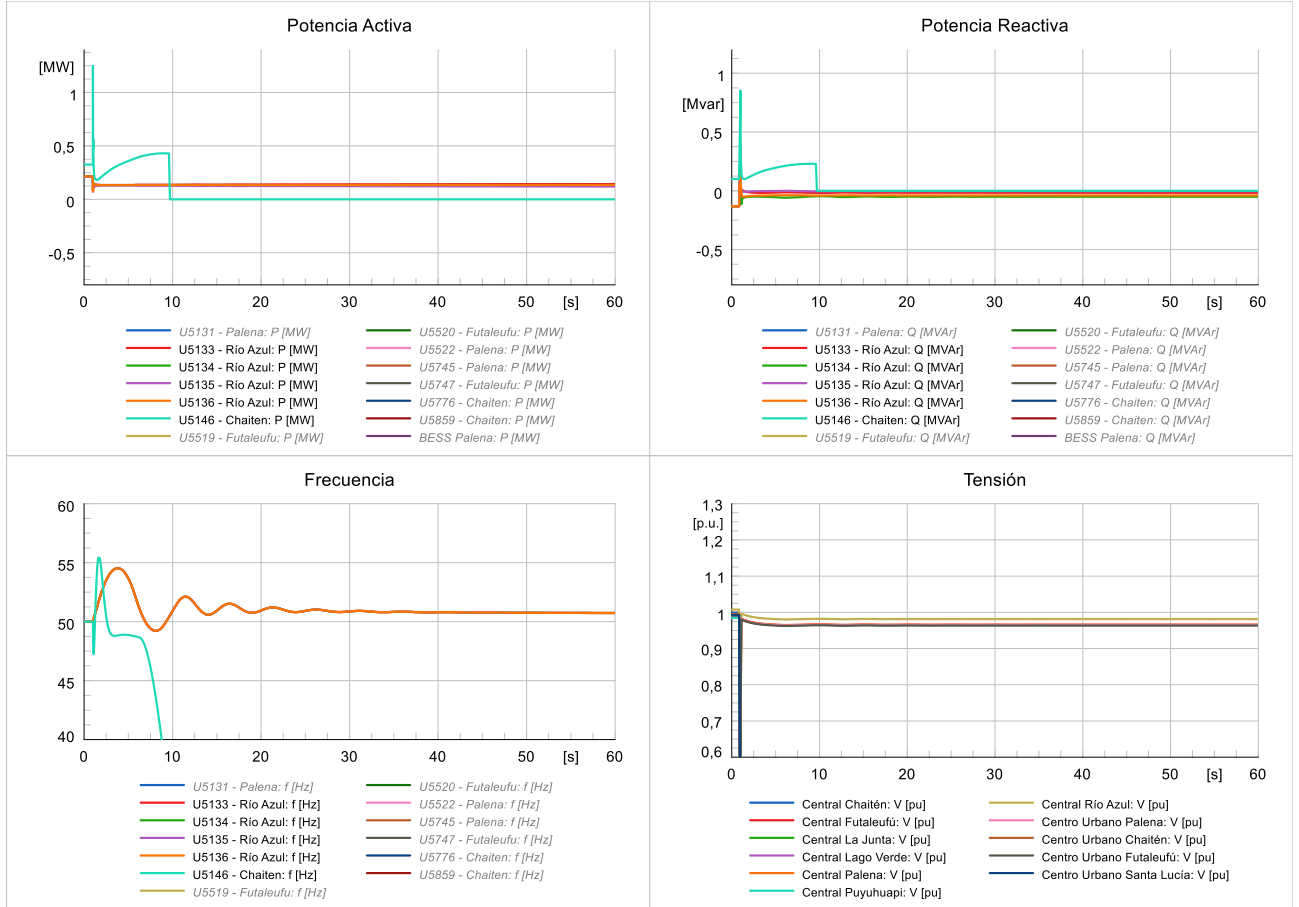 Potencia Activa
[MW]
1
0,5
0
-0,5
0 10 20 30 40 50 [s] 60
U5131 - Palena: P [MW]
U5133 - Río Azul: P [MW]
U5134 - Río Azul: P [MW]
U5135 - Río Azul: P [MW]
U5136 - Río Azul: P [MW]
U5146 - Chaiten: P [MW]
U5519 - Futaleufu: P [MW]
U5520 - Futaleufu: P [MW]
U5522 - Palena: P [MW]
U5745 - Palena: P [MW]
U5747 - Futaleufu: P [MW]
U5776 - Chaiten: P [MW]
U5859 - Chaiten: P [MW]
BESS Palena: P [MW]
Potencia Reactiva
1
[Mvar]
0,5
0
-0,5
0 10 20 30 40 50 [s] 60
U5131 - Palena: Q [MVAr]
U5133 - Río Azul: Q [MVAr]
U5134 - Río Azul: Q [MVAr]
U5135 - Río Azul: Q [MVAr]
U5136 - Río Azul: Q [MVAr]
U5146 - Chaiten: Q [MVAr]
U5519 - Futaleufu: Q [MVAr]
U5520 - Futaleufu: Q [MVAr]
U5522 - Palena: Q [MVAr]
U5745 - Palena: Q [MVAr]
U5747 - Futaleufu: Q [MVAr]
U5776 - Chaiten: Q [MVAr]
U5859 - Chaiten: Q [MVAr]
BESS Palena: Q [MVAr]
Frecuencia
60
55
50
45
40
0 10 20 30 40 50 [s] 60
U5131 - Palena: f [Hz]
U5133 - Río Azul: f [Hz]
U5134 - Río Azul: f [Hz]
U5135 - Río Azul: f [Hz]
U5136 - Río Azul: f [Hz]
U5146 - Chaiten: f [Hz]
U5519 - Futaleufu: f [Hz]
U5520 - Futaleufu: f [Hz]
U5522 - Palena: f [Hz]
U5745 - Palena: f [Hz]
U5747 - Futaleufu: f [Hz]
U5776 - Chaiten: f [Hz]
U5859 - Chaiten: f [Hz]
Tensión
1,3
[p.u.]
1,2
1,1
1
0,9
0,8
0,7
0,6
0 10 20 30 40 50 [s] 60
Central Chaitén: V [pu]
Central Futaleufú: V [pu]
Central La Junta: V [pu]
Central Lago Verde: V [pu]
Central Palena: V [pu]
Central Puyuhuapi: V [pu]
Central Río Azul: V [pu]
Centro Urbano Palena: V [pu]
Centro Urbano Chaitén: V [pu]
Centro Urbano Futaleufú: V [pu]
Centro Urbano Santa Lucía: V [pu]